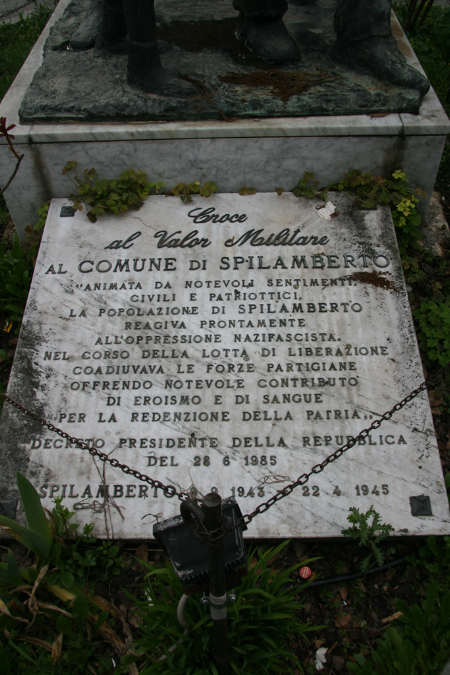 Croce
al Valor Militare
AL COMUNE DI SPILAMBERTO
"ANIMATA DA NOTEVOLI SENTIMENTI
CIVILI E PATRIOTTICI,
LA POPOLAZIONE DI SPILAMBERTO
REAGIVA PRONTAMENTE
ALL'OPPRESSIONE NAZIFASCISTA.
NEL CORSO DELLA LOTTA DI LIBERAZIONE
COADIUVAVA LE FORZE PARTIGIANE
OFFRENDO NOTEVOLE CONTRIBUTO
DI EROISMO E DI SANGUE
PER LA REDENZIONE DELLA PATRIA"
DECRETO PRESIDENTE DELLA REPUBBLICA
DEL 28 6 1985
SPILAMBERTO 9 1943 22 4 1945